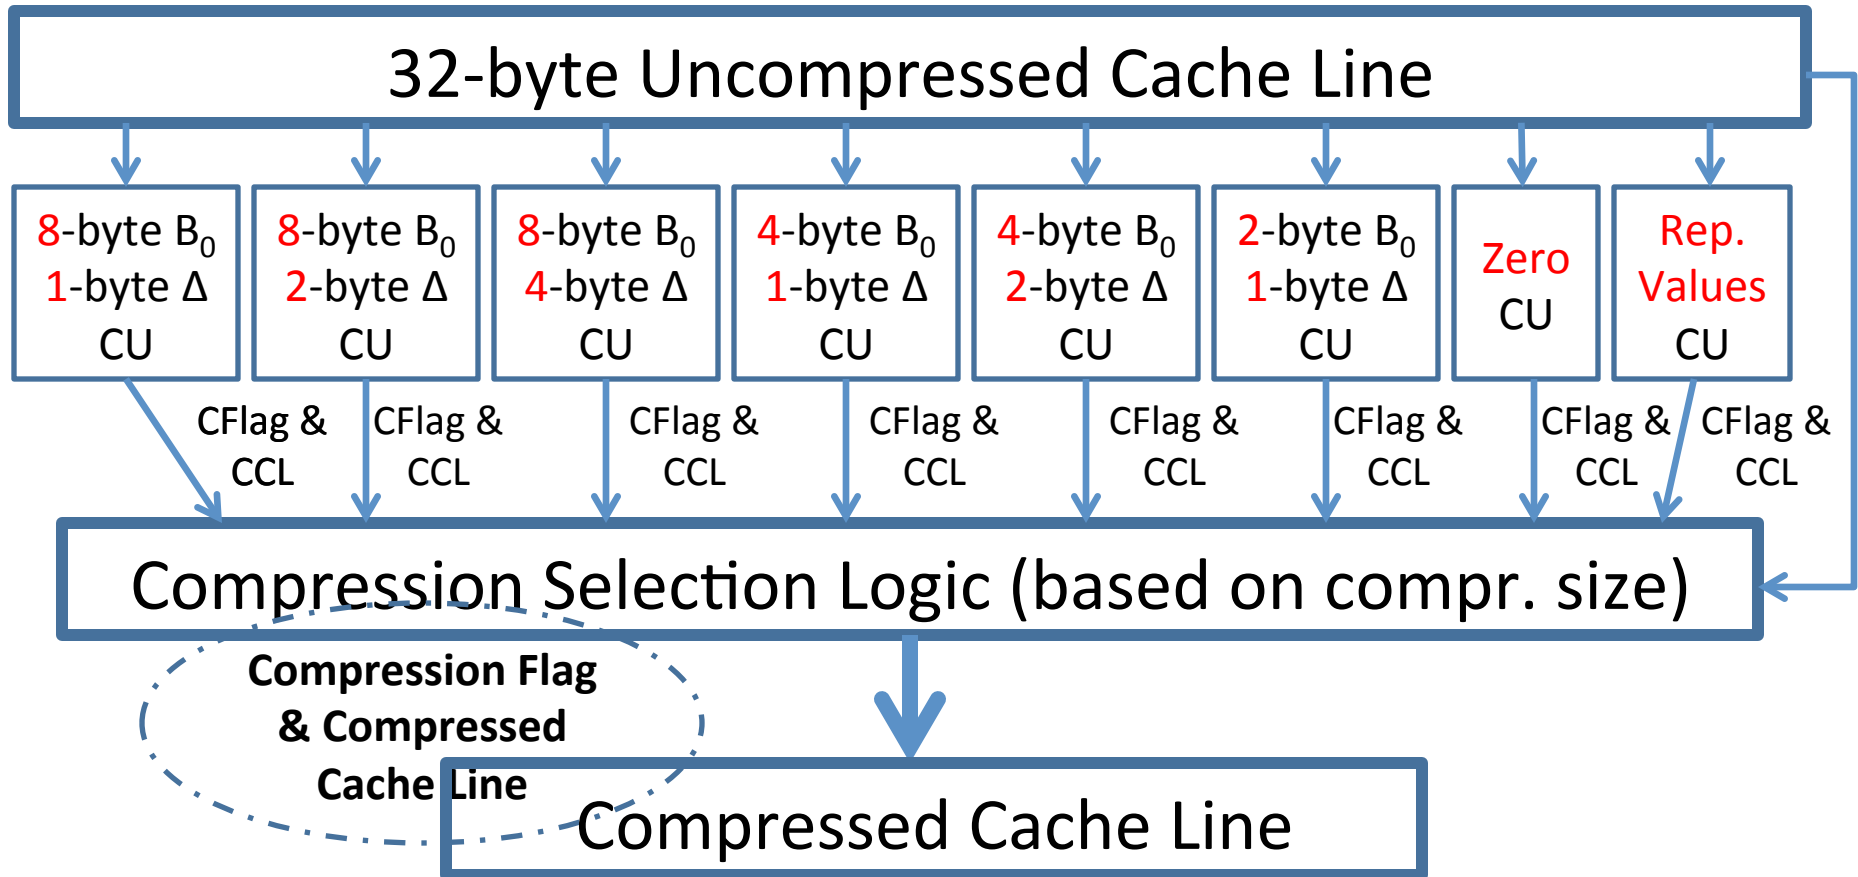 32-byte Uncompressed Cache Line
8-byte B₀
1-byte Δ
CU
8-byte B₀
2-byte Δ
CU
8-byte B₀
4-byte Δ
CU
4-byte B₀
1-byte Δ
CU
4-byte B₀
2-byte Δ
CU
2-byte B₀
1-byte Δ
CU
Zero
CU
Rep.
Values
CU
CFlag &
CCL
CFlag &
CCL
CFlag &
CCL
CFlag &
CCL
CFlag &
CCL
CFlag &
CCL
CFlag &
CCL
CFlag &
CCL
Compression Selection Logic (based on compr. size)
Compression Flag
& Compressed
Cache Line
Compressed Cache Line